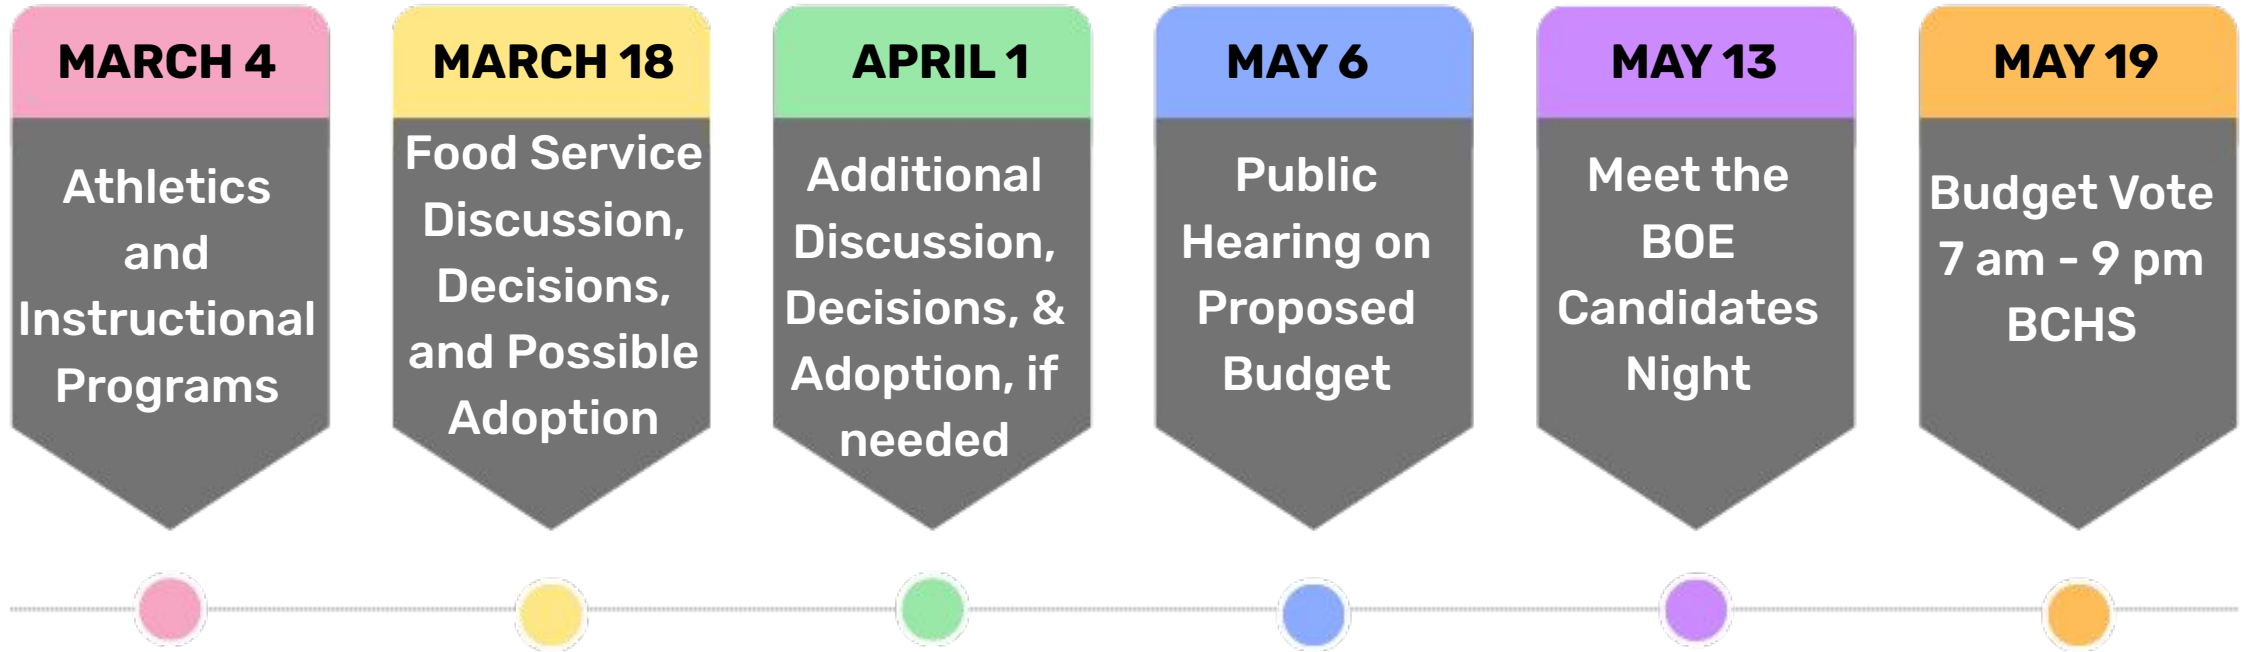 MARCH 4
Athletics
and
Instructional
Programs
MARCH 18
Food Service
Discussion,
Decisions,
and Possible
Adoption
APRIL 1
Additional
Discussion,
Decisions, &
Adoption, if
needed
MAY 6
Public
Hearing on
Proposed
Budget
MAY 13
Meet the
BOE
Candidates
Night
MAY 19
Budget Vote
7 am - 9 pm
BCHS